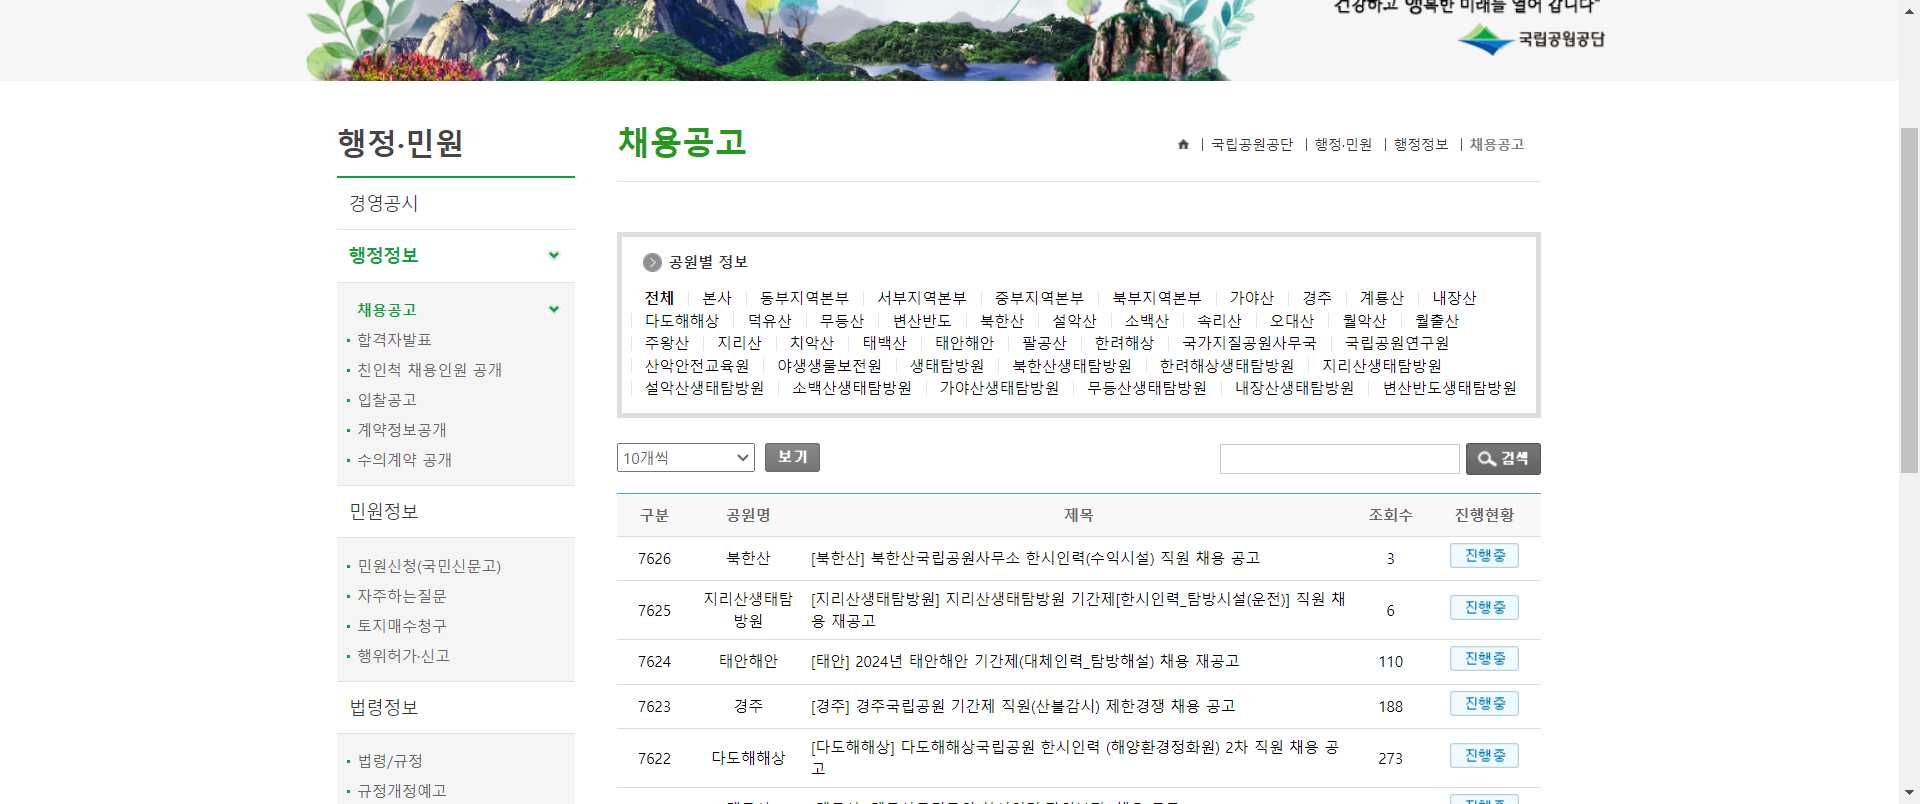 건강하고 행복한 미래를 열어 갑니다"
국립공원공단
행정·민원
경영공시
행정정보
채용공고
합격자발표
친인척 채용인원 공개
입찰공고
계약정보공개
수의계약 공개
민원정보
민원신청(국민신문고)
자주하는질문
토지매수청구
행위허가·신고
법령정보
법령/규정
규정개정예고
채용공고
국립공원공단 | 행정·민원 | 행정정보 | 채용공고
공원별 정보
전체 본사 동부지역본부 서부지역본부 중부지역본부 북부지역본부 가야산 경주 계룡산 내장산
다도해해상 덕유산 무등산 변산반도 북한산 설악산 소백산 속리산 오대산 월악산 월출산
주왕산 지리산 치악산 태백산 태안해안 팔공산 한려해상 국가지질공원사무국 국립공원연구원
산악안전교육원 야생생물보전원 생태탐방원 북한산생태탐방원 한려해상생태탐방원 지리산생태탐방원
설악산생태탐방원 소백산생태탐방원 가야산생태탐방원 무등산생태탐방원 내장산생태탐방원 변산반도생태탐방원
10개씩 보기 검색
구분 공원명 제목 조회수 진행현황
7626 북한산 [북한산] 북한산국립공원사무소 한시인력(수익시설) 직원 채용 공고 3 진행중
7625 지리산생태탐방원 [지리산생태탐방원] 지리산생태탐방원 기간제[한시인력_탐방시설(운전)] 직원 채용 재공고 6 진행중
7624 태안해안 [태안] 2024년 태안해안 기간제(대체인력_탐방해설) 채용 재공고 110 진행중
7623 경주 [경주] 경주국립공원 기간제 직원(산불감시) 제한경쟁 채용 공고 188 진행중
7622 다도해해상 [다도해해상] 다도해해상국립공원 한시인력 (해양환경정화원) 2차 직원 채용 공고 273 진행중